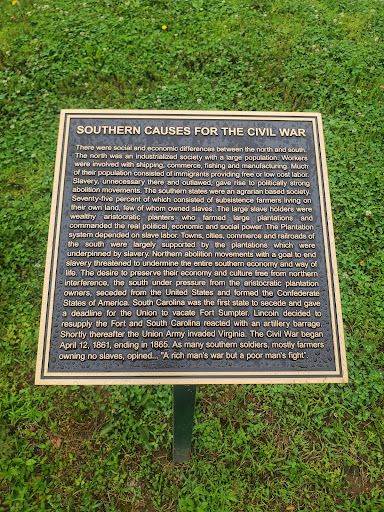 SOUTHERN CAUSES FOR THE CIVIL WAR
There were social and economic differences between the north and south.
The north was an industrialized society with a large population. Workers
were involved with shipping, commerce, fishing and manufacturing. Much
of their population consisted of immigrants providing free or low cost labor.
Slavery, unnecessary there and outlawed, gave rise to politically strong
abolition movements. The southern states were an agrarian based society.
Seventy-five percent of which consisted of subsistence farmers living on
their own land, few of whom owned slaves. The large slave holders were
wealthy aristocratic planters who farmed large plantations and
commanded the real political, economic and social power. The Plantation
system depended on slave labor. Towns, cities, commerce and railroads of
the south were largely supported by the plantations which were
underpinned by slavery. Northern abolition movements with a goal to end
slavery threatened to undermine the entire southern economy and way of
life. The desire to preserve their economy and culture free from northern
interference, the south under pressure from the aristocratic plantation
owners, seceded from the United States and formed the Confederate
States of America. South Carolina was the first state to secede and gave
a deadline for the Union to vacate Fort Sumpter. Lincoln decided to
resupply the Fort and South Carolina reacted with an artillery barrage.
Shortly thereafter the Union Army invaded Virginia. The Civil War began
April 12, 1861, ending in 1865. As many southern soldiers, mostly farmers
owning no slaves, opined... "A rich man's war but a poor man's fight".